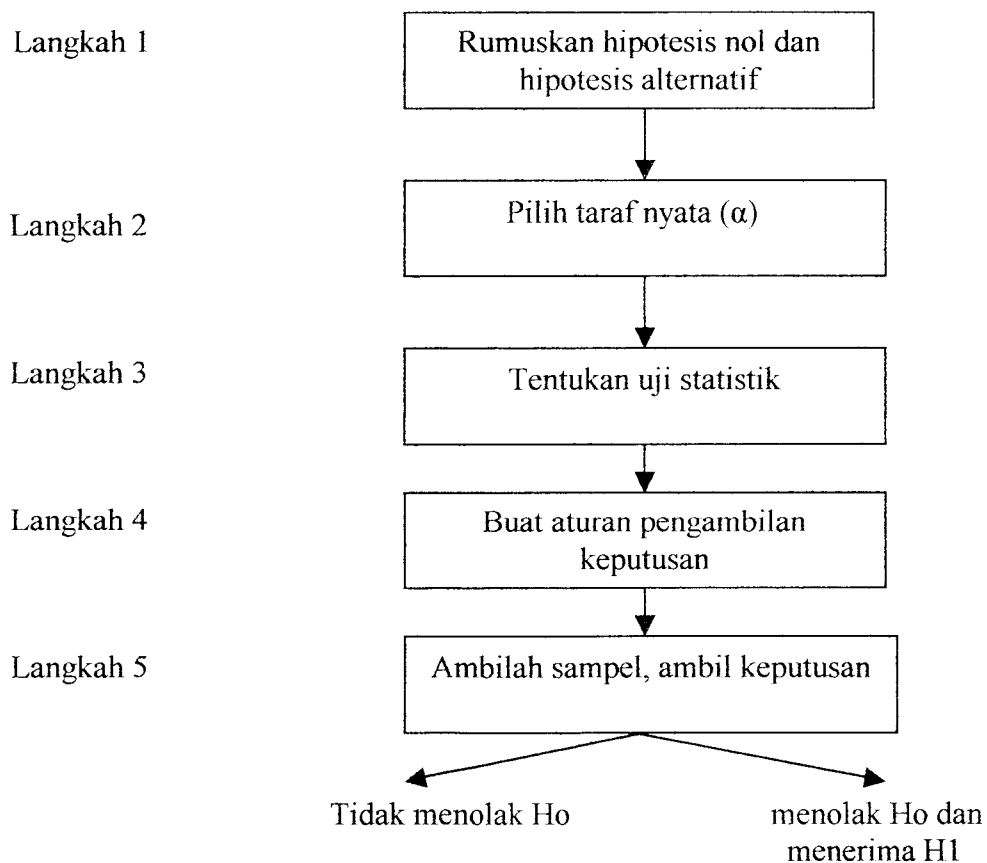 Langkah 1
Rumuskan hipotesis nol dan
hipotesis alternatif
Langkah 2
Pilih taraf nyata (α)
Langkah 3
Tentukan uji statistik
Langkah 4
Buat aturan pengambilan
keputusan
Langkah 5
Ambilah sampel, ambil keputusan
Tidak menolak Ho
menolak Ho dan
menerima H1